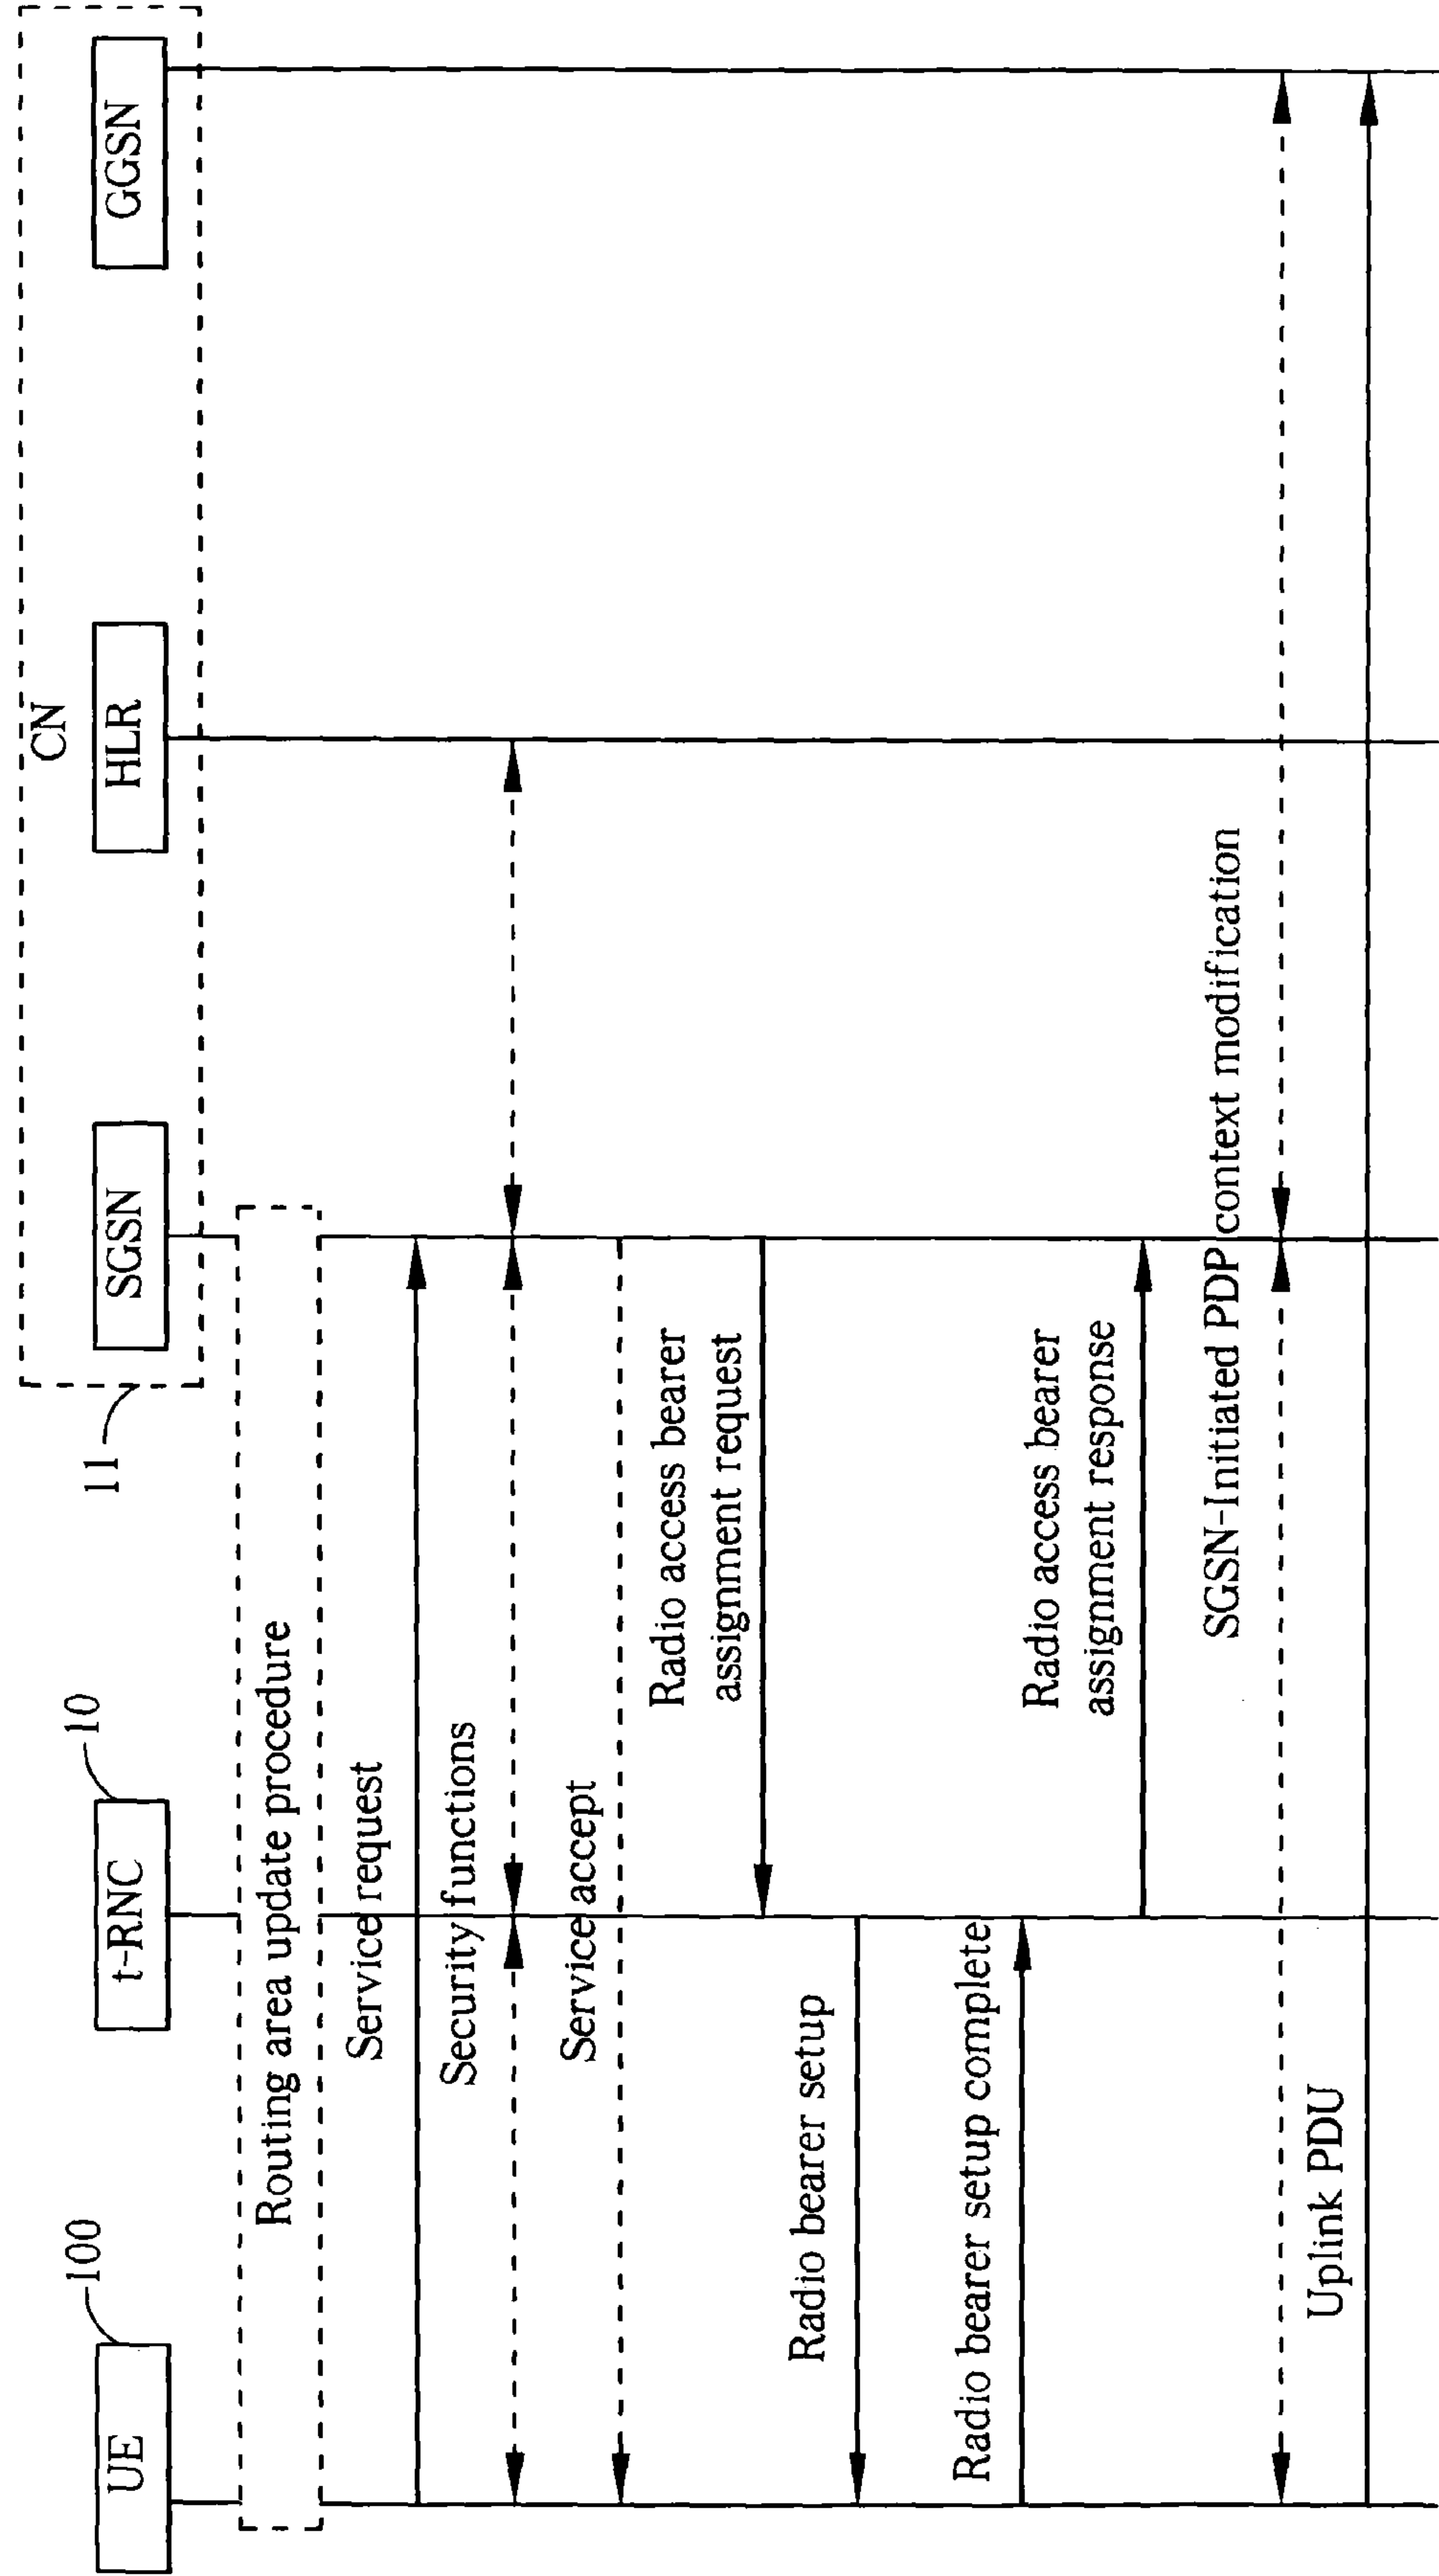 CN
UE
t-RNC
SGSN
HLR
GGSN
100
10
11
Routing area update procedure
Service request
Security functions
Service accept
Radio access bearer
assignment request
Radio bearer setup
Radio bearer setup complete
Radio access bearer
assignment response
SGSN-Initiated PDP context modification
Uplink PDU